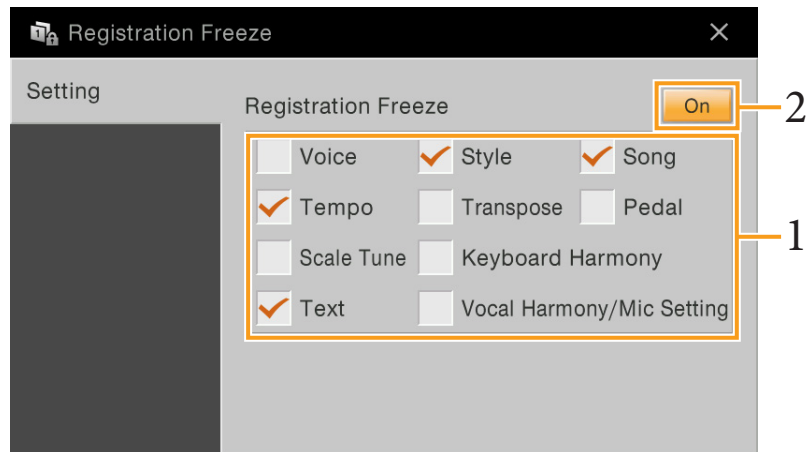 Registration Freeze
Setting
Registration Freeze On 2
Voice Style Song
Tempo Transpose Pedal
1
Scale Tune Keyboard Harmony
Text Vocal Harmony/Mic Setting